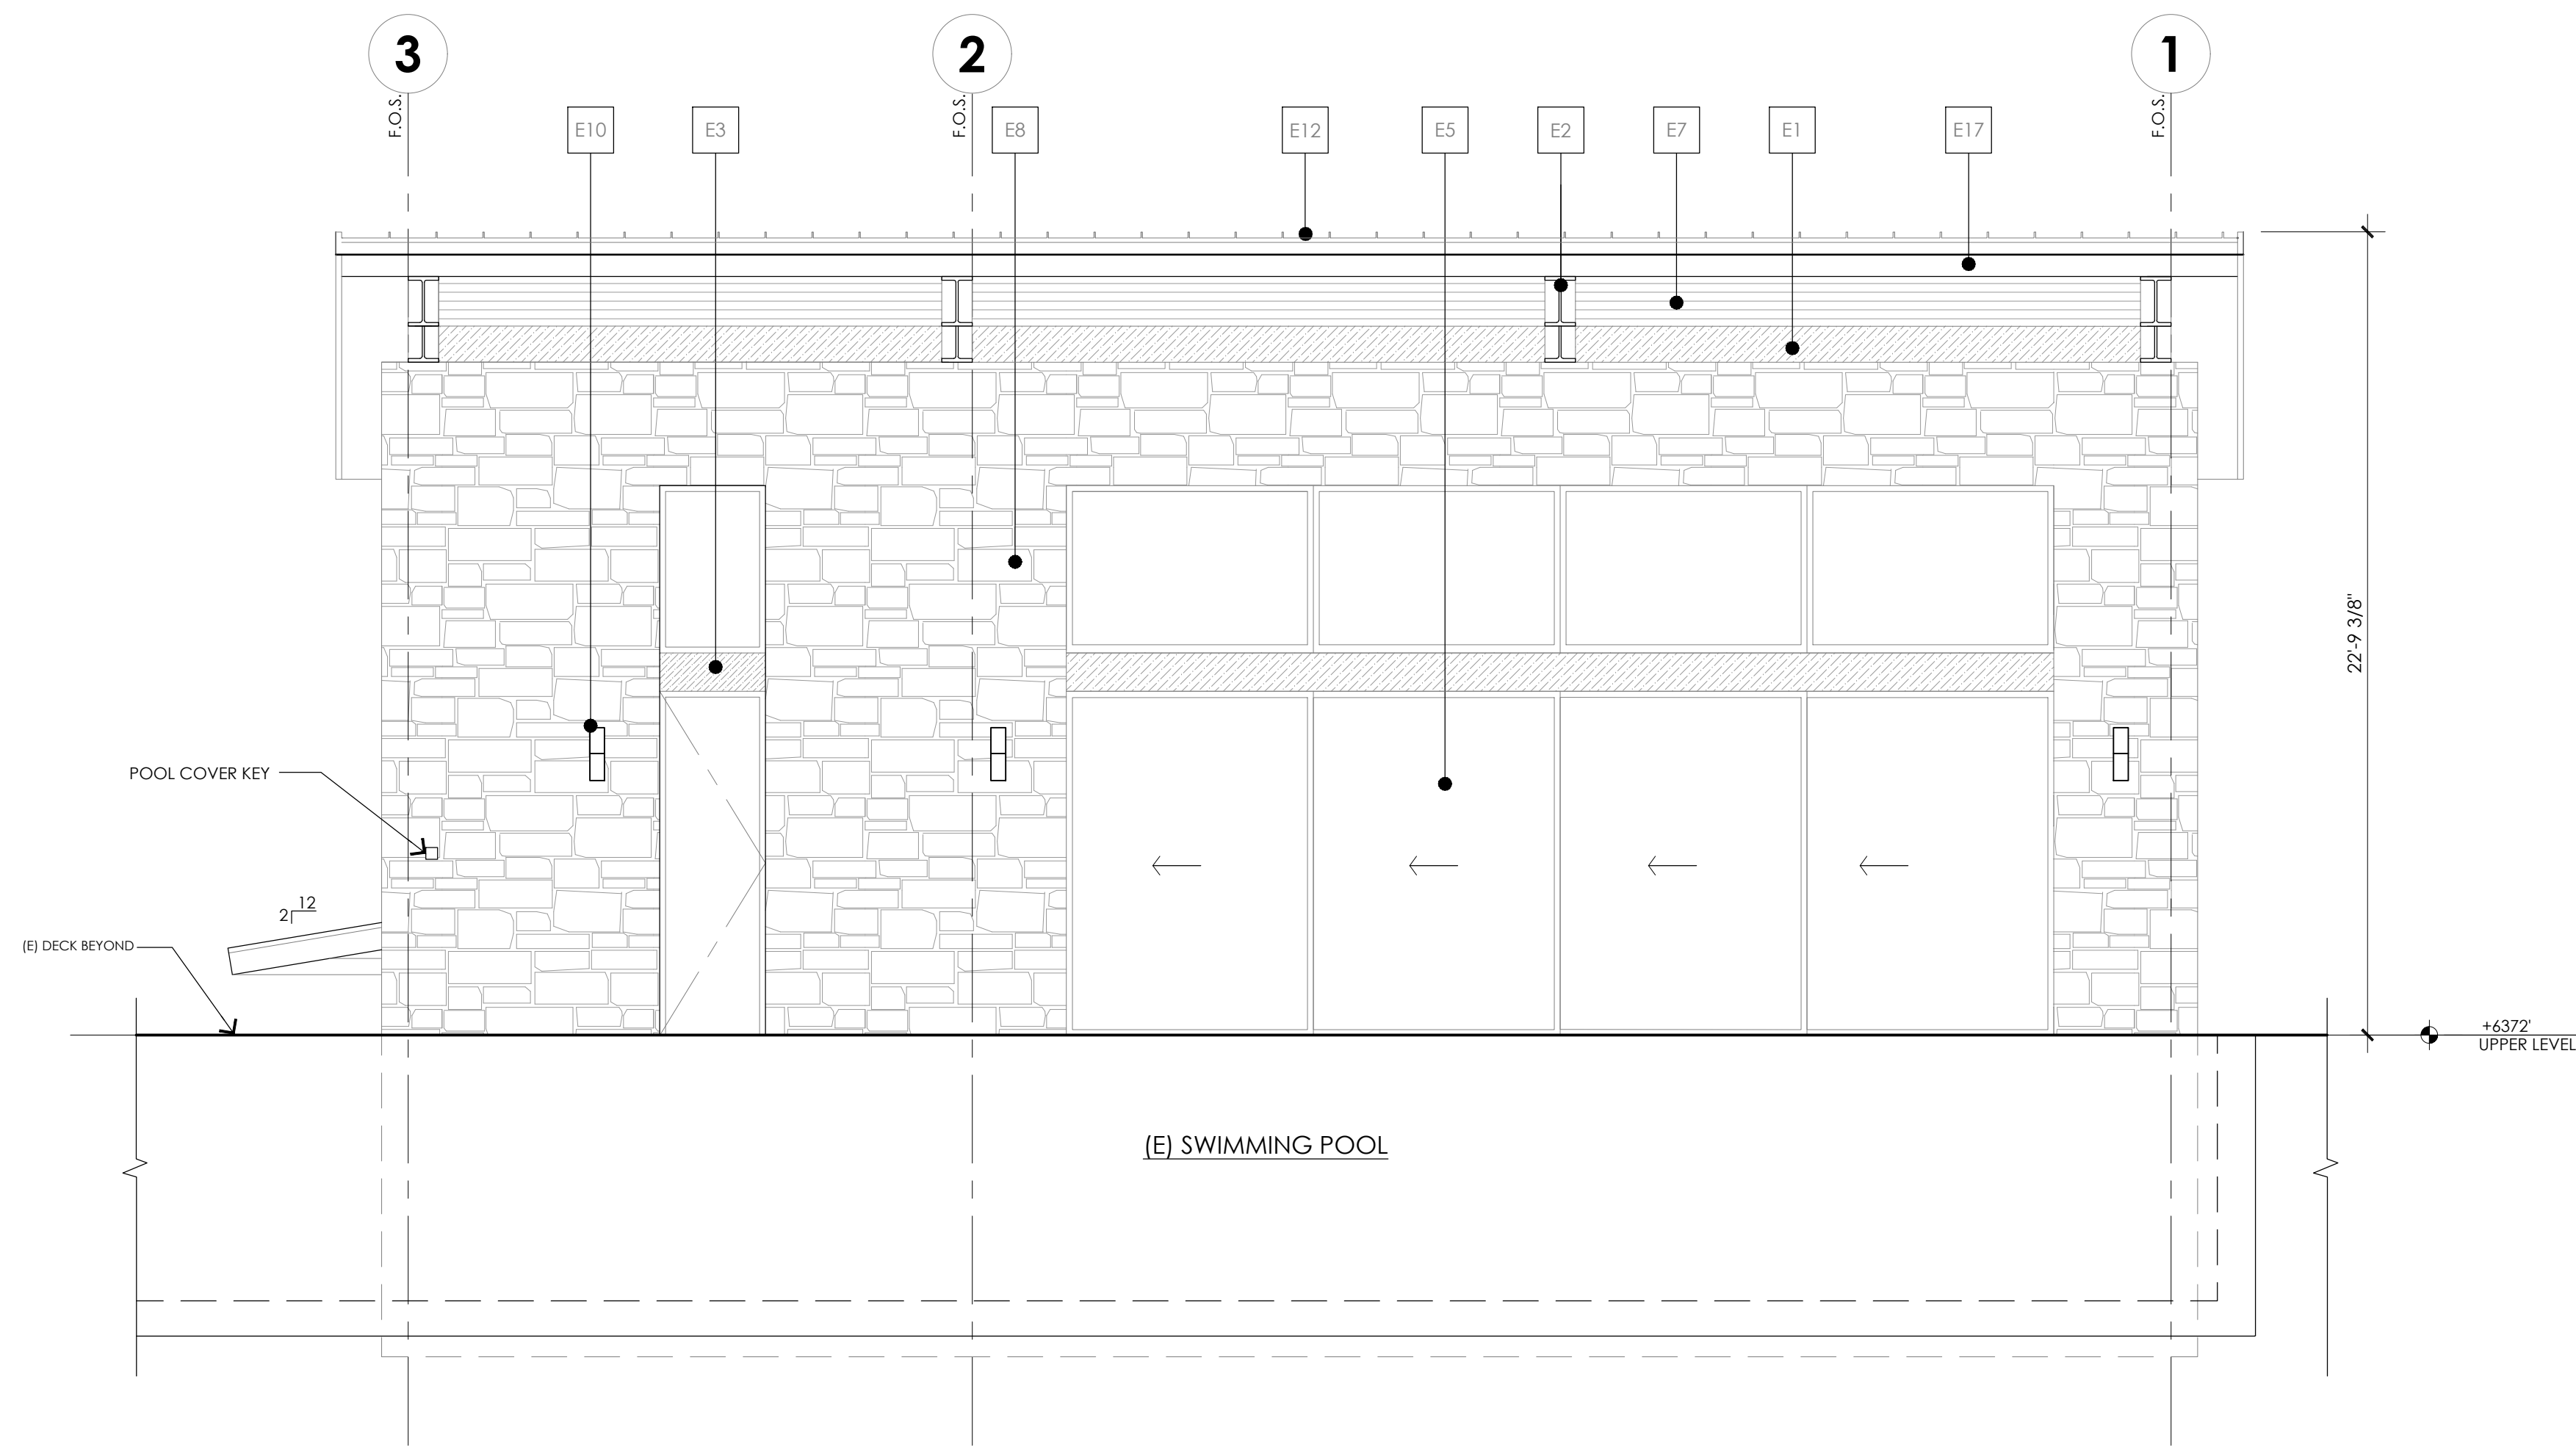 3
2
1
F.O.S.
F.O.S.
F.O.S.
E10
E3
E8
E12
E5
E2
E7
E1
E17
22'-9 3/8"
POOL COVER KEY
12
2
(E) DECK BEYOND
+6372'
UPPER LEVEL
(E) SWIMMING POOL